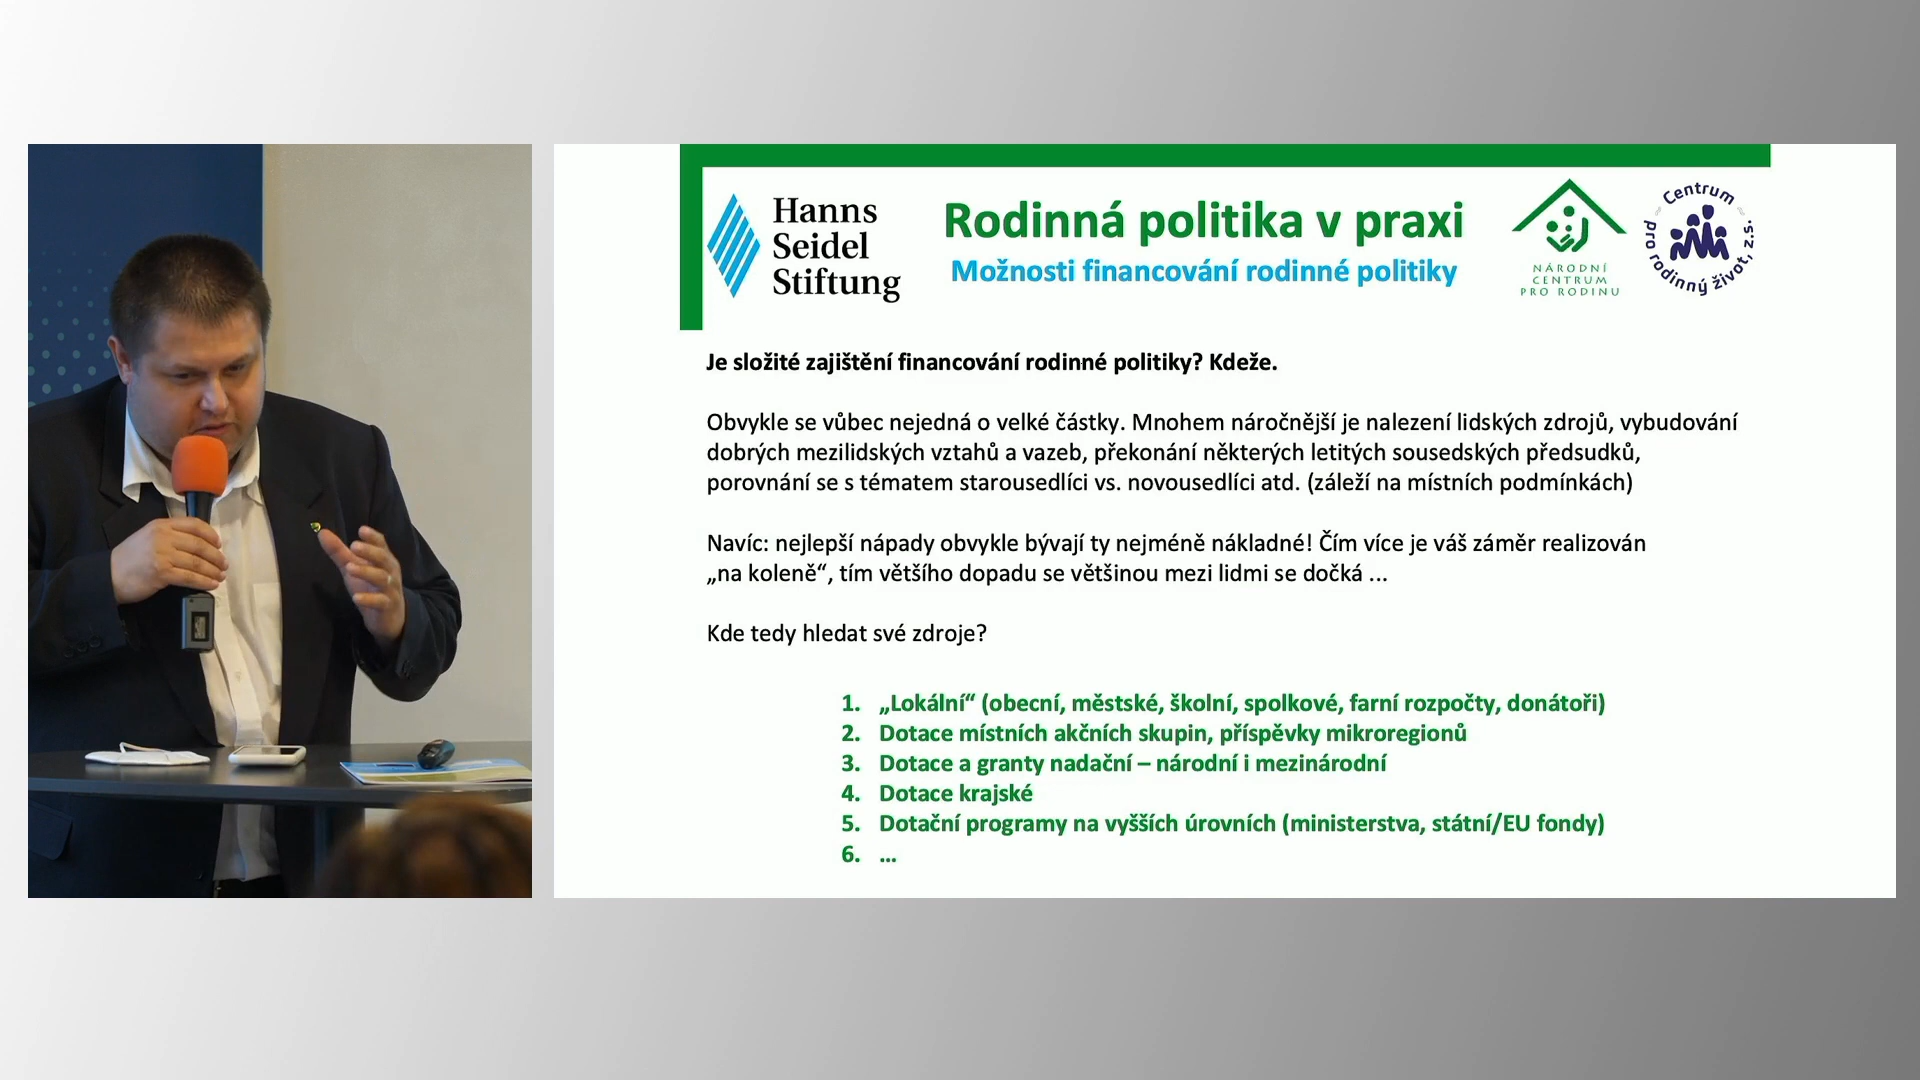 Hanns
Seidel
Stiftung
Rodinná politika v praxi
Možnosti financování rodinné politiky
NÁRODNÍ
CENTRUM
PRO RODINU
Centrum
pro rodinný život, z.s.
Je složité zajištění financování rodinné politiky? Kdeže.
Obvykle se vůbec nejedná o velké částky. Mnohem náročnější je nalezení lidských zdrojů, vybudování
dobrých mezilidských vztahů a vazeb, překonání některých letitých sousedských předsudků,
porovnání se s tématem starousedlíci vs. novousedlíci atd. (záleží na místních podmínkách)
Navíc: nejlepší nápady obvykle bývají ty nejméně nákladné! Čím více je váš záměr realizován
„na koleně“, tím většího dopadu se většinou mezi lidmi se dočká ...
Kde tedy hledat své zdroje?
1. „Lokální“ (obecní, městské, školní, spolkové, farní rozpočty, donátoři)
2. Dotace místních akčních skupin, příspěvky mikroregionů
3. Dotace a granty nadační – národní i mezinárodní
4. Dotace krajské
5. Dotační programy na vyšších úrovních (ministerstva, státní/EU fondy)
6. ...